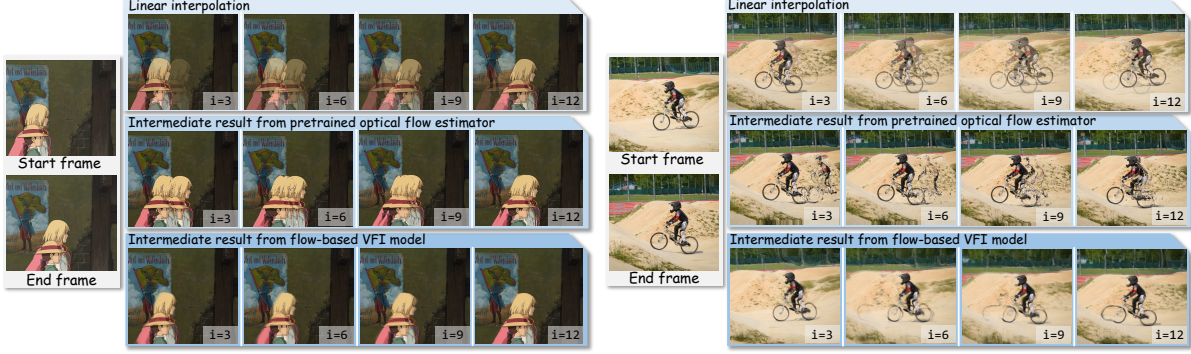 Linear interpolation
i=3
i=6
i=9
i=12
Start frame
End frame
Intermediate result from pretrained optical flow estimator
i=3
i=6
i=9
i=12
Intermediate result from flow-based VFI model
i=3
i=6
i=9
i=12
Linear interpolation
i=3
i=6
i=9
i=12
Start frame
End frame
Intermediate result from pretrained optical flow estimator
i=3
i=6
i=9
i=12
Intermediate result from flow-based VFI model
i=3
i=6
i=9
i=12